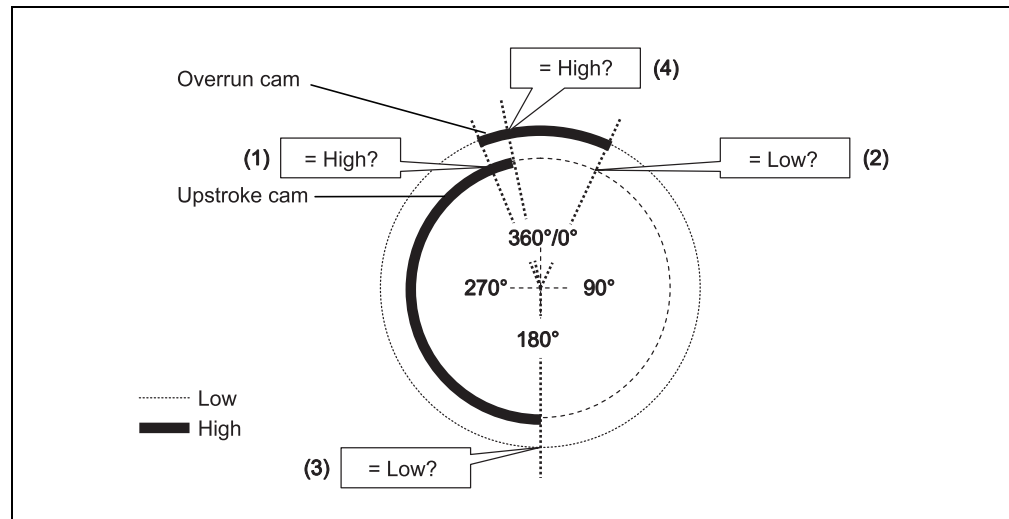 Overrun cam
= High? (4)
(1) = High?
= Low? (2)
Upstroke cam
360°/0°
270° 90°
180°
Low
High
(3) = Low?